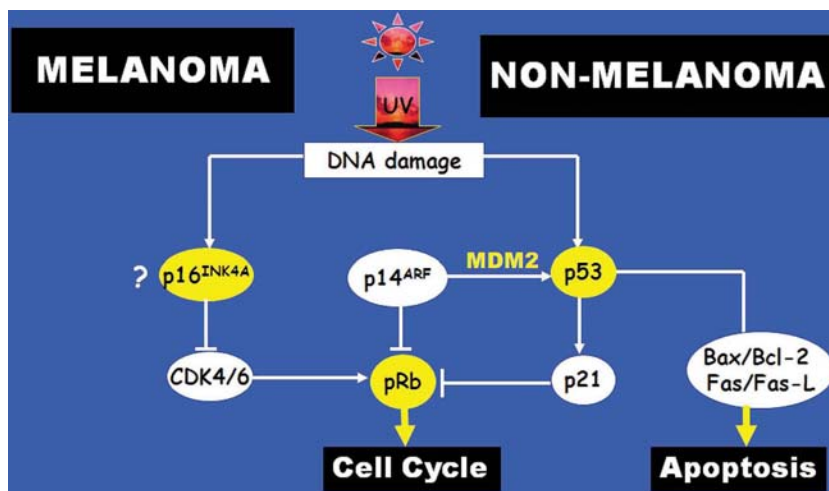 MELANOMA
NON-MELANOMA
UV
DNA damage
? p16INK4A
p14ARF
MDM2
p53
CDK4/6
pRb
p21
Bax/Bcl-2
Fas/Fas-L
Cell Cycle
Apoptosis